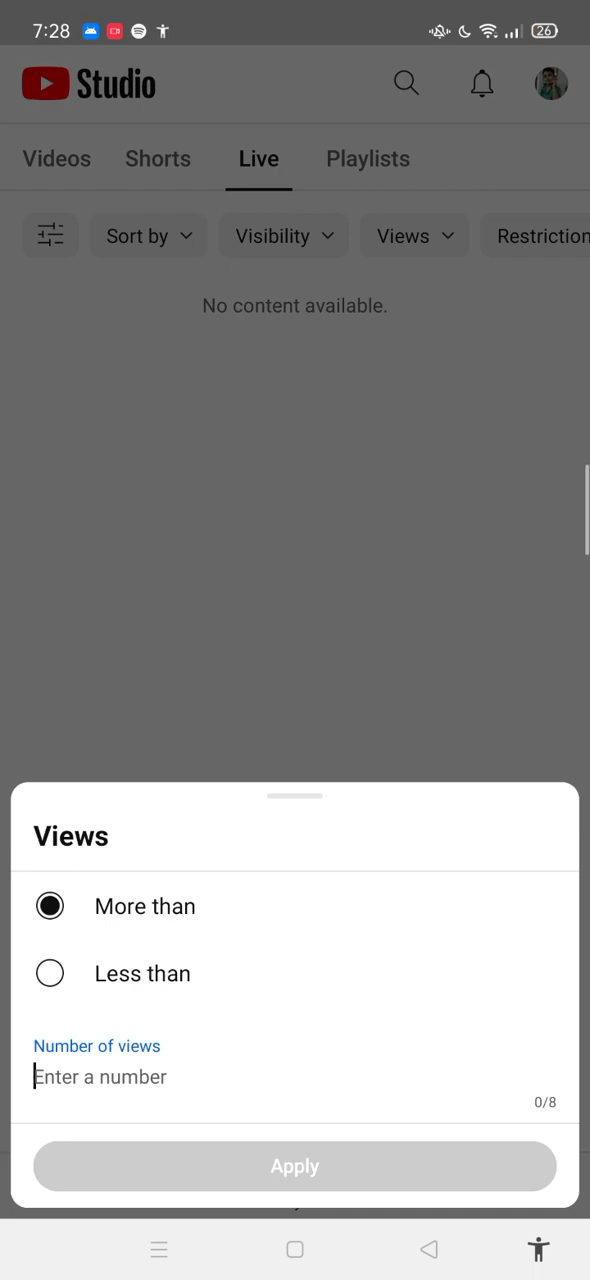 7:28 26
Studio
Videos Shorts Live Playlists
Sort by Visibility Views Restriction
No content available.
Views
More than
Less than
Number of views
Enter a number
0/8
Apply